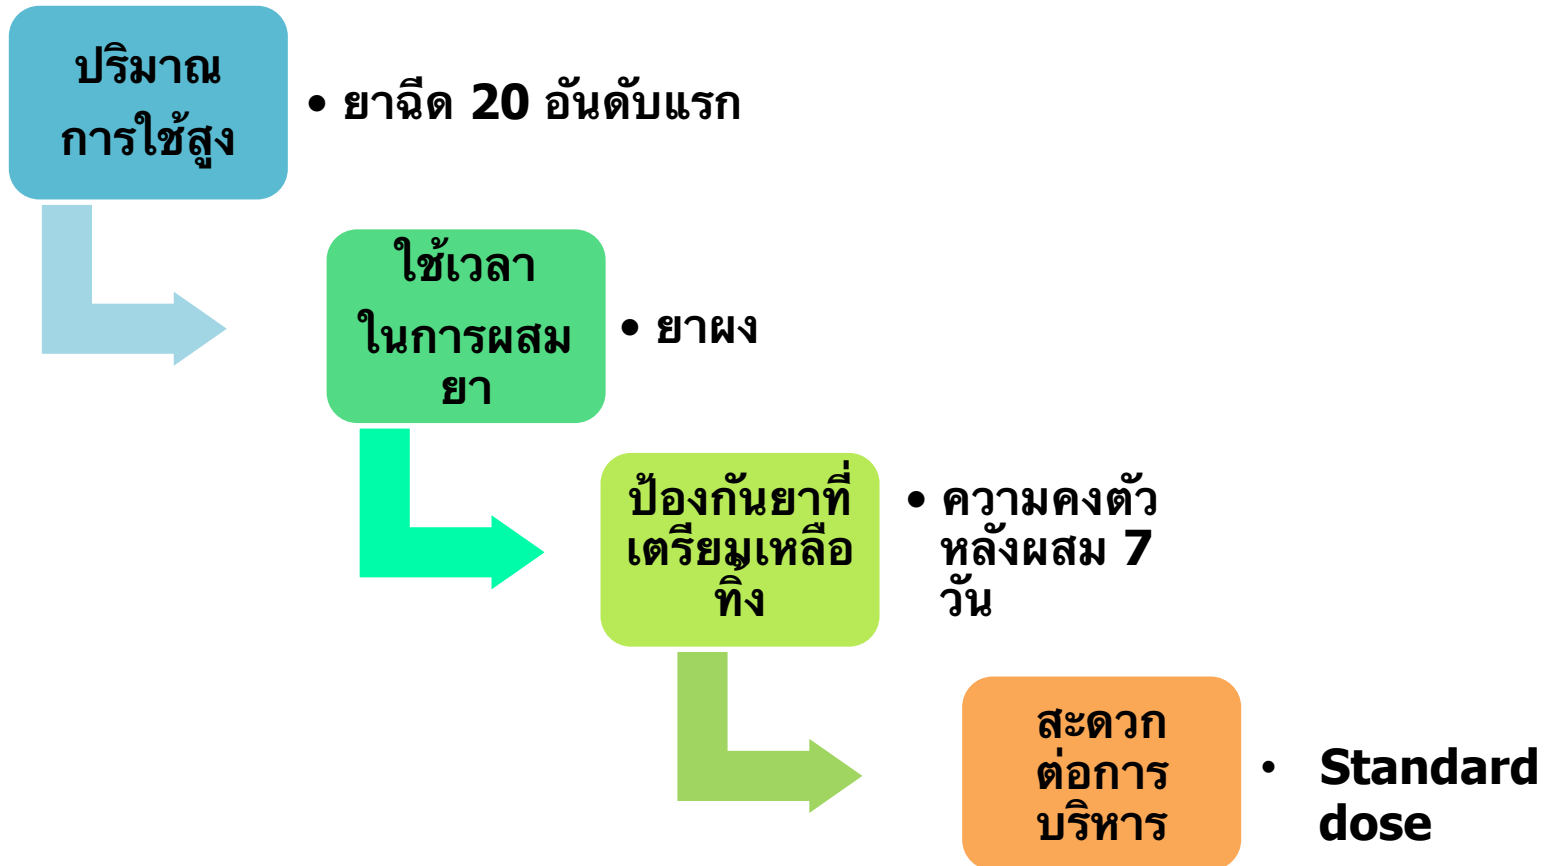 ปริมาณ
การใช้สูง
• ยาฉีด 20 อันดับแรก
ใช้เวลา
ในการผสม
ยา
• ยาผง
ป้องกันยาที่
เตรียมเหลือ
ทิ้ง
• ความคงตัว
หลังผสม 7
วัน
สะดวก
ต่อการ
บริหาร
• Standard
dose